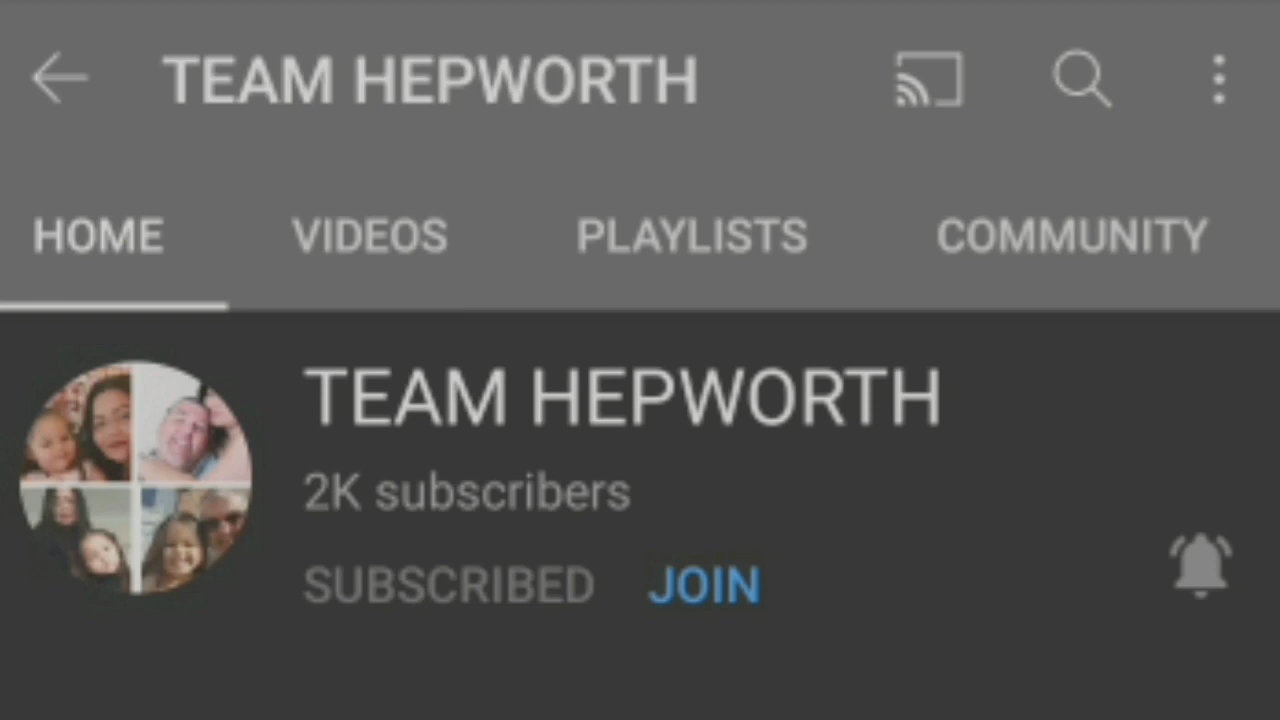 TEAM HEPWORTH
HOME VIDEOS PLAYLISTS COMMUNITY
TEAM HEPWORTH
2K subscribers
SUBSCRIBED JOIN